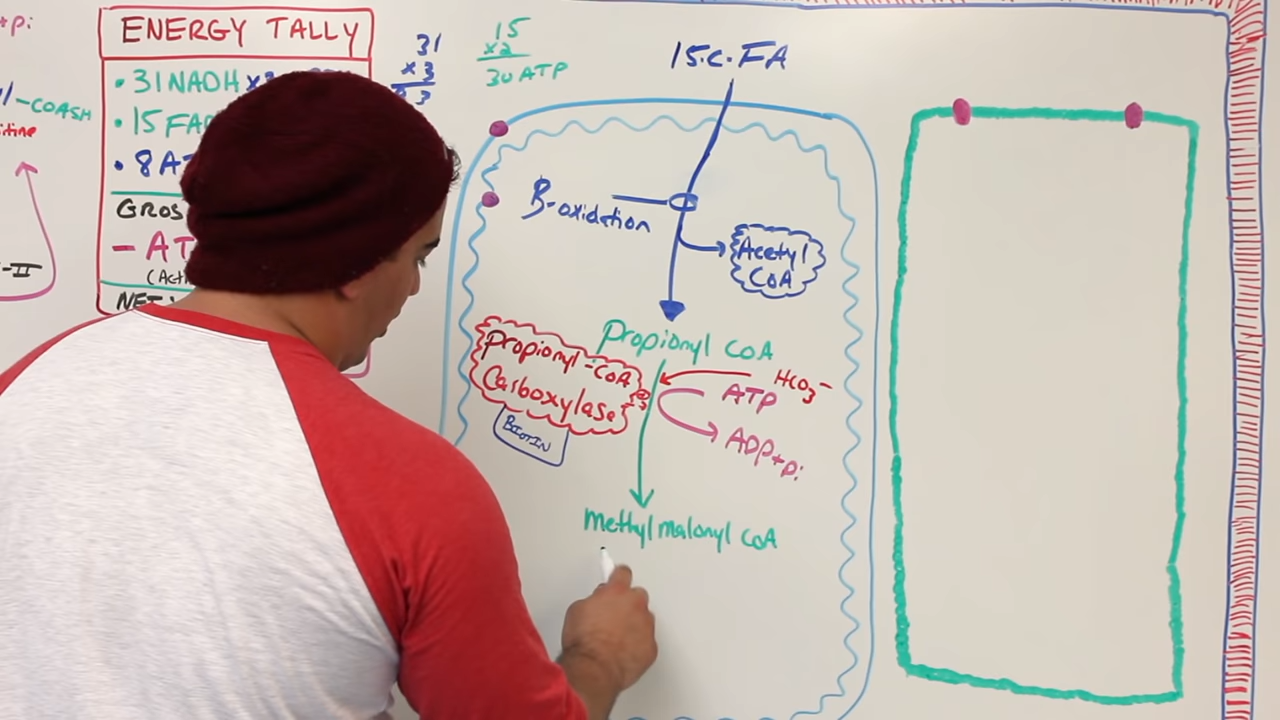 +Pi
-COASH
ENERGY TALLY
• 31 NADH x3
• 15 FAD
• 8 AT
GROS
- AT
(Acti
NET
-II
31
x3
3
15
x2
30 ATP
15.C.FA
B-oxidation
Acetyl
CoA
Propionyl CoA
Propionyl-CoA
Carboxylase
BIOTIN
HCO3-
ATP
ADP+Pi
Methylmalonyl CoA